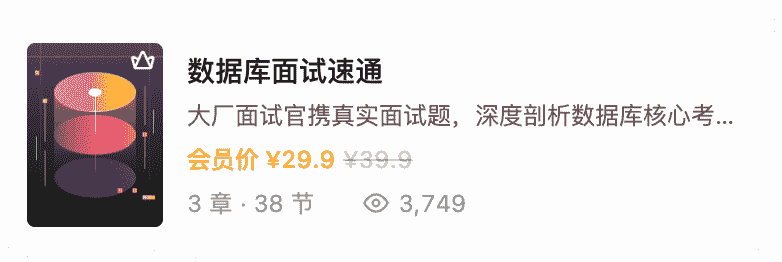 数据库面试速通
大厂面试官携真实面试题，深度剖析数据库核心考...
会员价 ¥29.9 ¥39.9
3 章 · 38 节 3,749